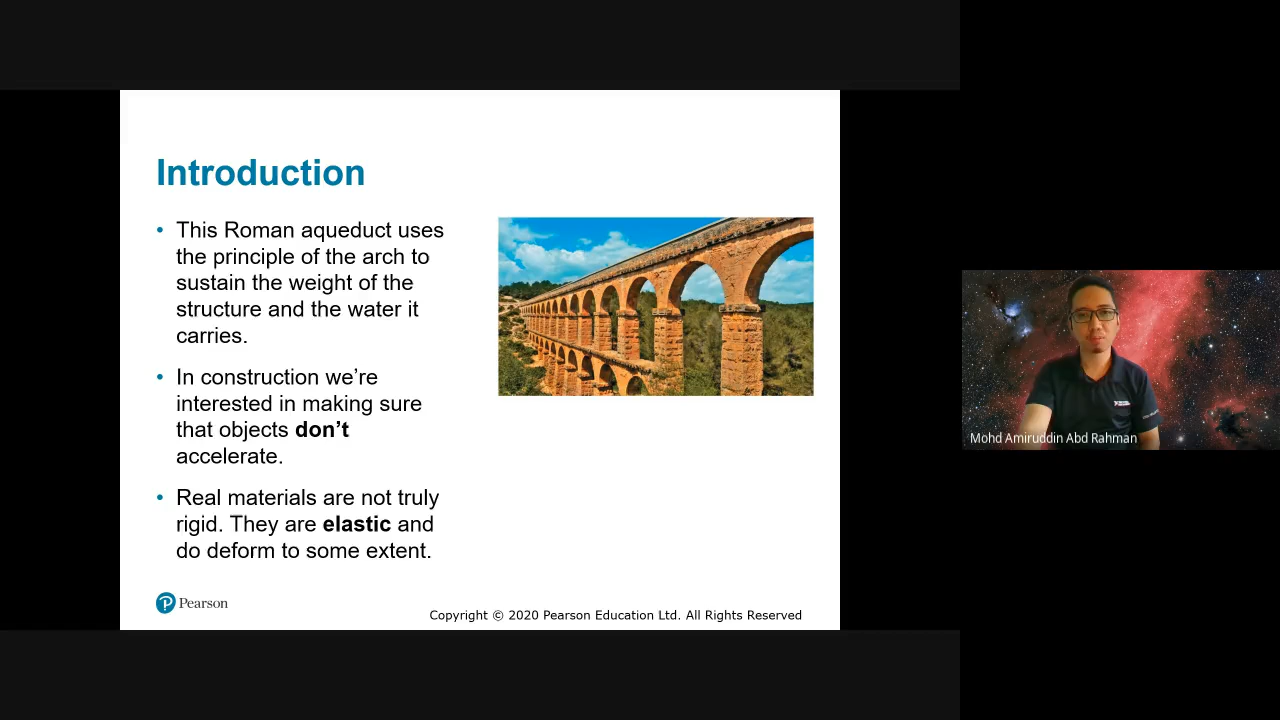 Introduction
• This Roman aqueduct uses
the principle of the arch to
sustain the weight of the
structure and the water it
carries.
• In construction we’re
interested in making sure
that objects don’t
accelerate.
• Real materials are not truly
rigid. They are elastic and
do deform to some extent.
Pearson
Copyright © 2020 Pearson Education Ltd. All Rights Reserved
Mohd Amiruddin Abd Rahman